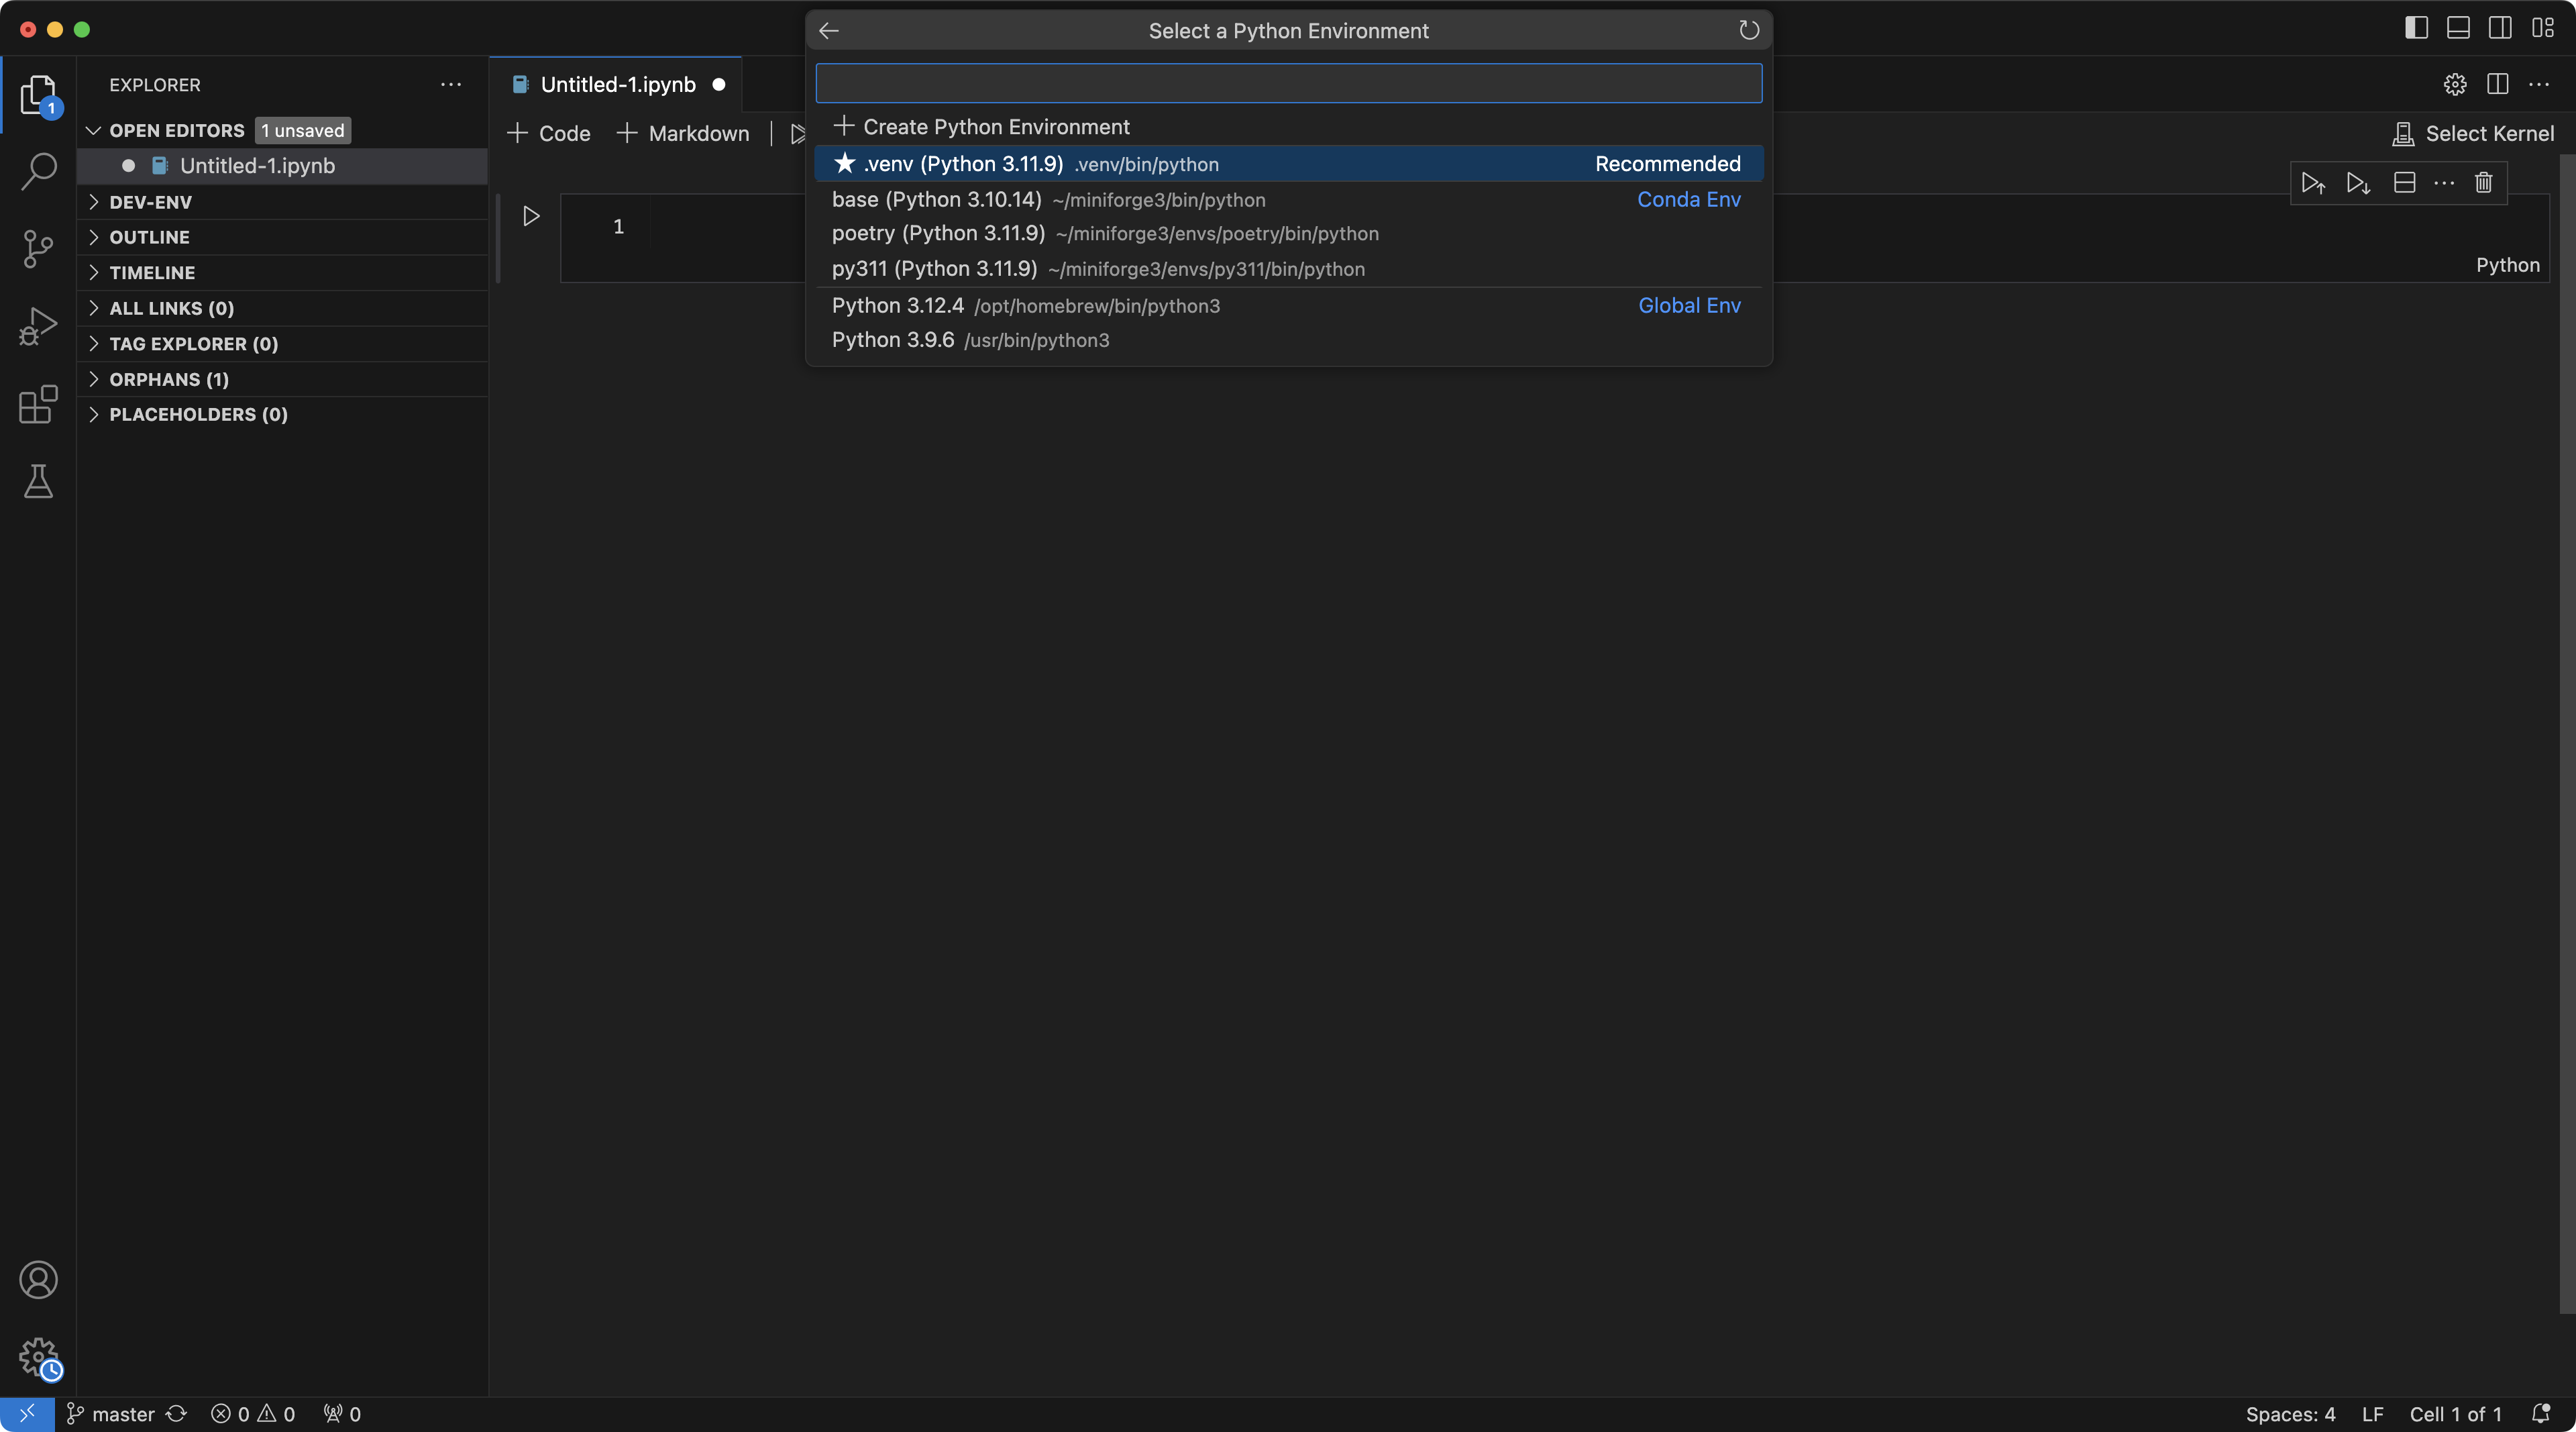 Select a Python Environment
EXPLORER
Untitled-1.ipynb
OPEN EDITORS 1 unsaved
Untitled-1.ipynb
DEV-ENV
OUTLINE
TIMELINE
ALL LINKS (0)
TAG EXPLORER (0)
ORPHANS (1)
PLACEHOLDERS (0)
1
Code Markdown
Select Kernel
Create Python Environment
.venv (Python 3.11.9) .venv/bin/python Recommended
base (Python 3.10.14) ~/miniforge3/bin/python Conda Env
poetry (Python 3.11.9) ~/miniforge3/envs/poetry/bin/python
py311 (Python 3.11.9) ~/miniforge3/envs/py311/bin/python
Python 3.12.4 /opt/homebrew/bin/python3 Global Env
Python 3.9.6 /usr/bin/python3
1
Python
master 0 0 0
Spaces: 4 LF Cell 1 of 1